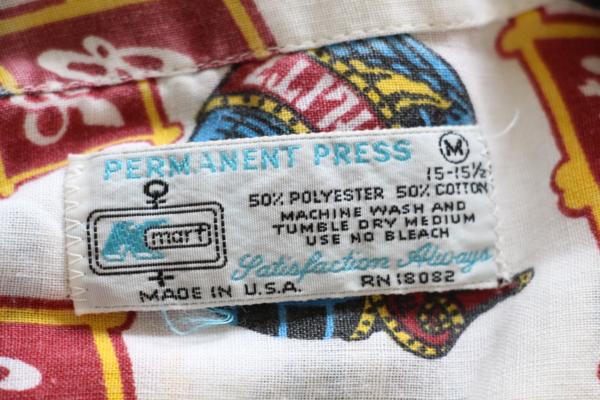 PERMANENT PRESS M
15-15½
50% POLYESTER 50% COTTON
MACHINE WASH AND
TUMBLE DRY MEDIUM
USE NO BLEACH
K mart
Satisfaction Always
MADE IN U.S.A. RN 18082